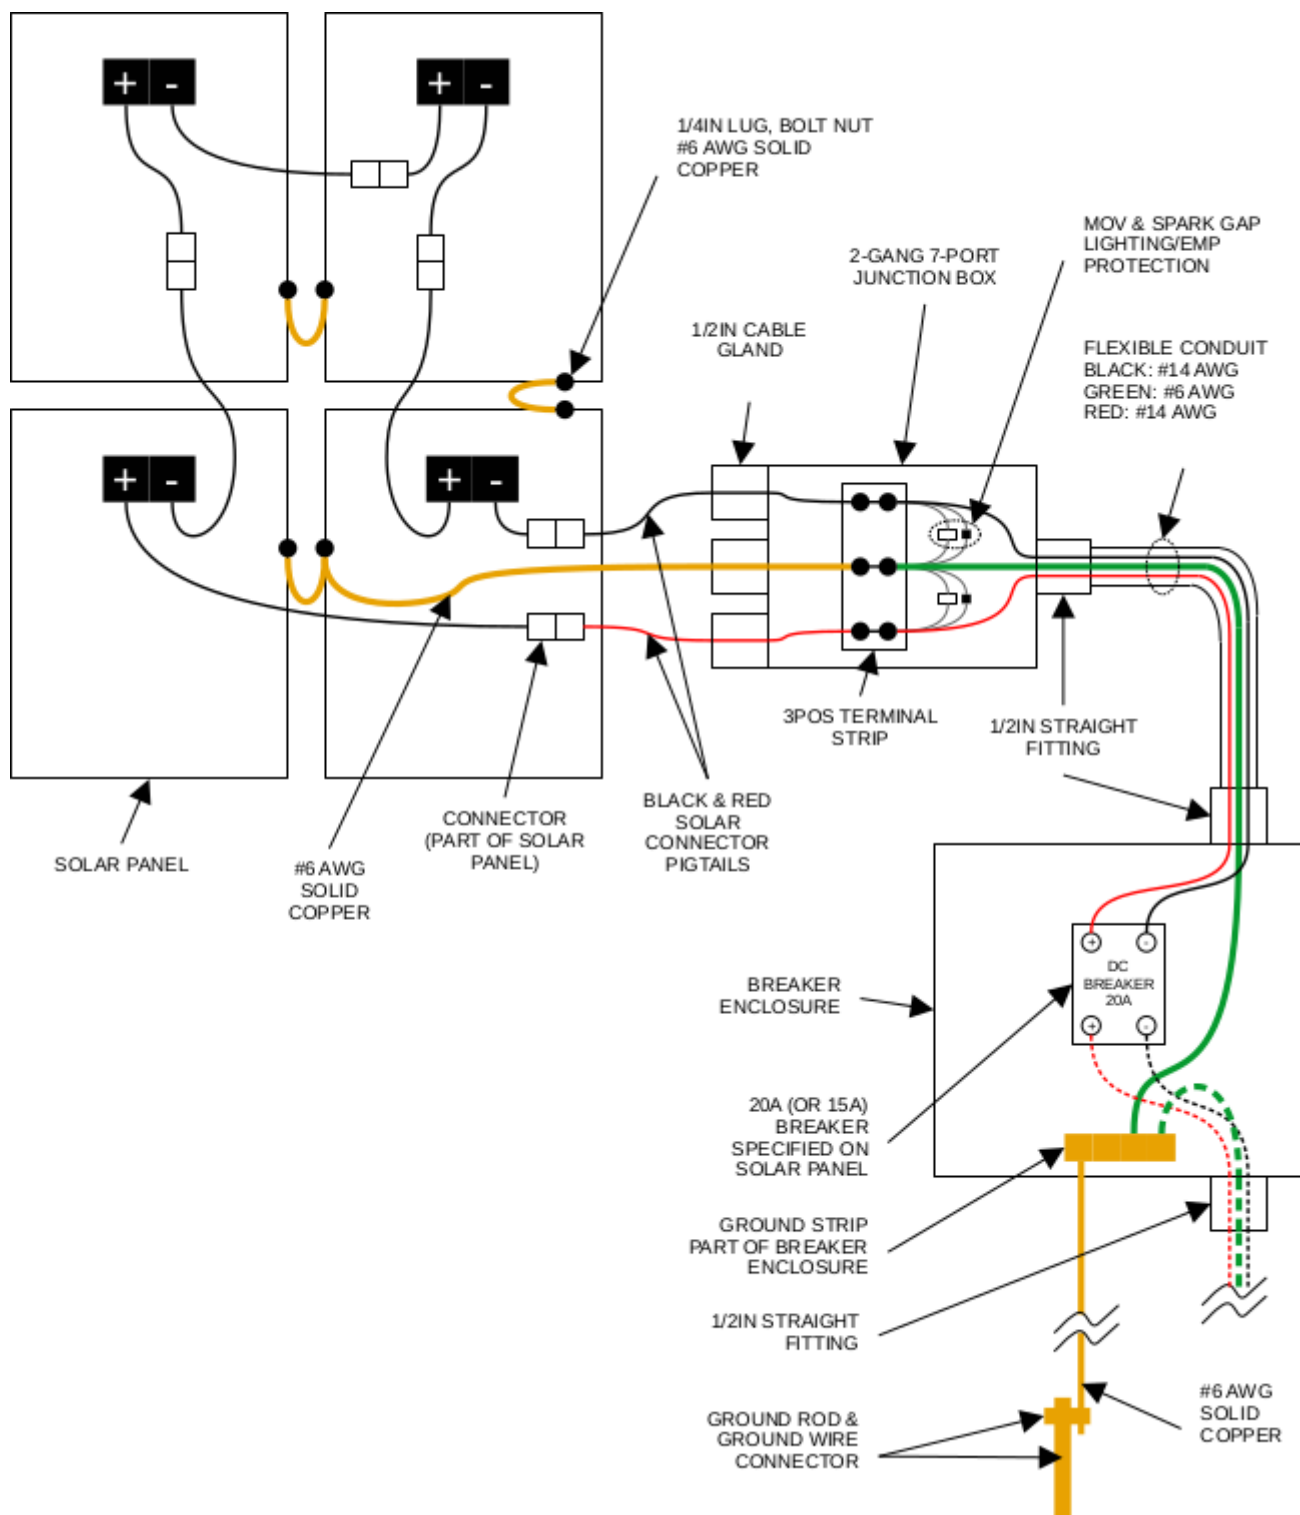 + -
+ -
1/4IN LUG, BOLT NUT
#6 AWG SOLID
COPPER
MOV & SPARK GAP
LIGHTING/EMP
PROTECTION
2-GANG 7-PORT
JUNCTION BOX
1/2IN CABLE
GLAND
FLEXIBLE CONDUIT
BLACK: #14 AWG
GREEN: #6 AWG
RED: #14 AWG
+ -
+ -
3POS TERMINAL
STRIP
1/2IN STRAIGHT
FITTING
SOLAR PANEL
#6 AWG
SOLID
COPPER
CONNECTOR
(PART OF SOLAR
PANEL)
BLACK & RED
SOLAR
CONNECTOR
PIGTAILS
BREAKER
ENCLOSURE
+ -
DC
BREAKER
20A
+ -
20A (OR 15A)
BREAKER
SPECIFIED ON
SOLAR PANEL
GROUND STRIP
PART OF BREAKER
ENCLOSURE
1/2IN STRAIGHT
FITTING
GROUND ROD &
GROUND WIRE
CONNECTOR
#6 AWG
SOLID
COPPER